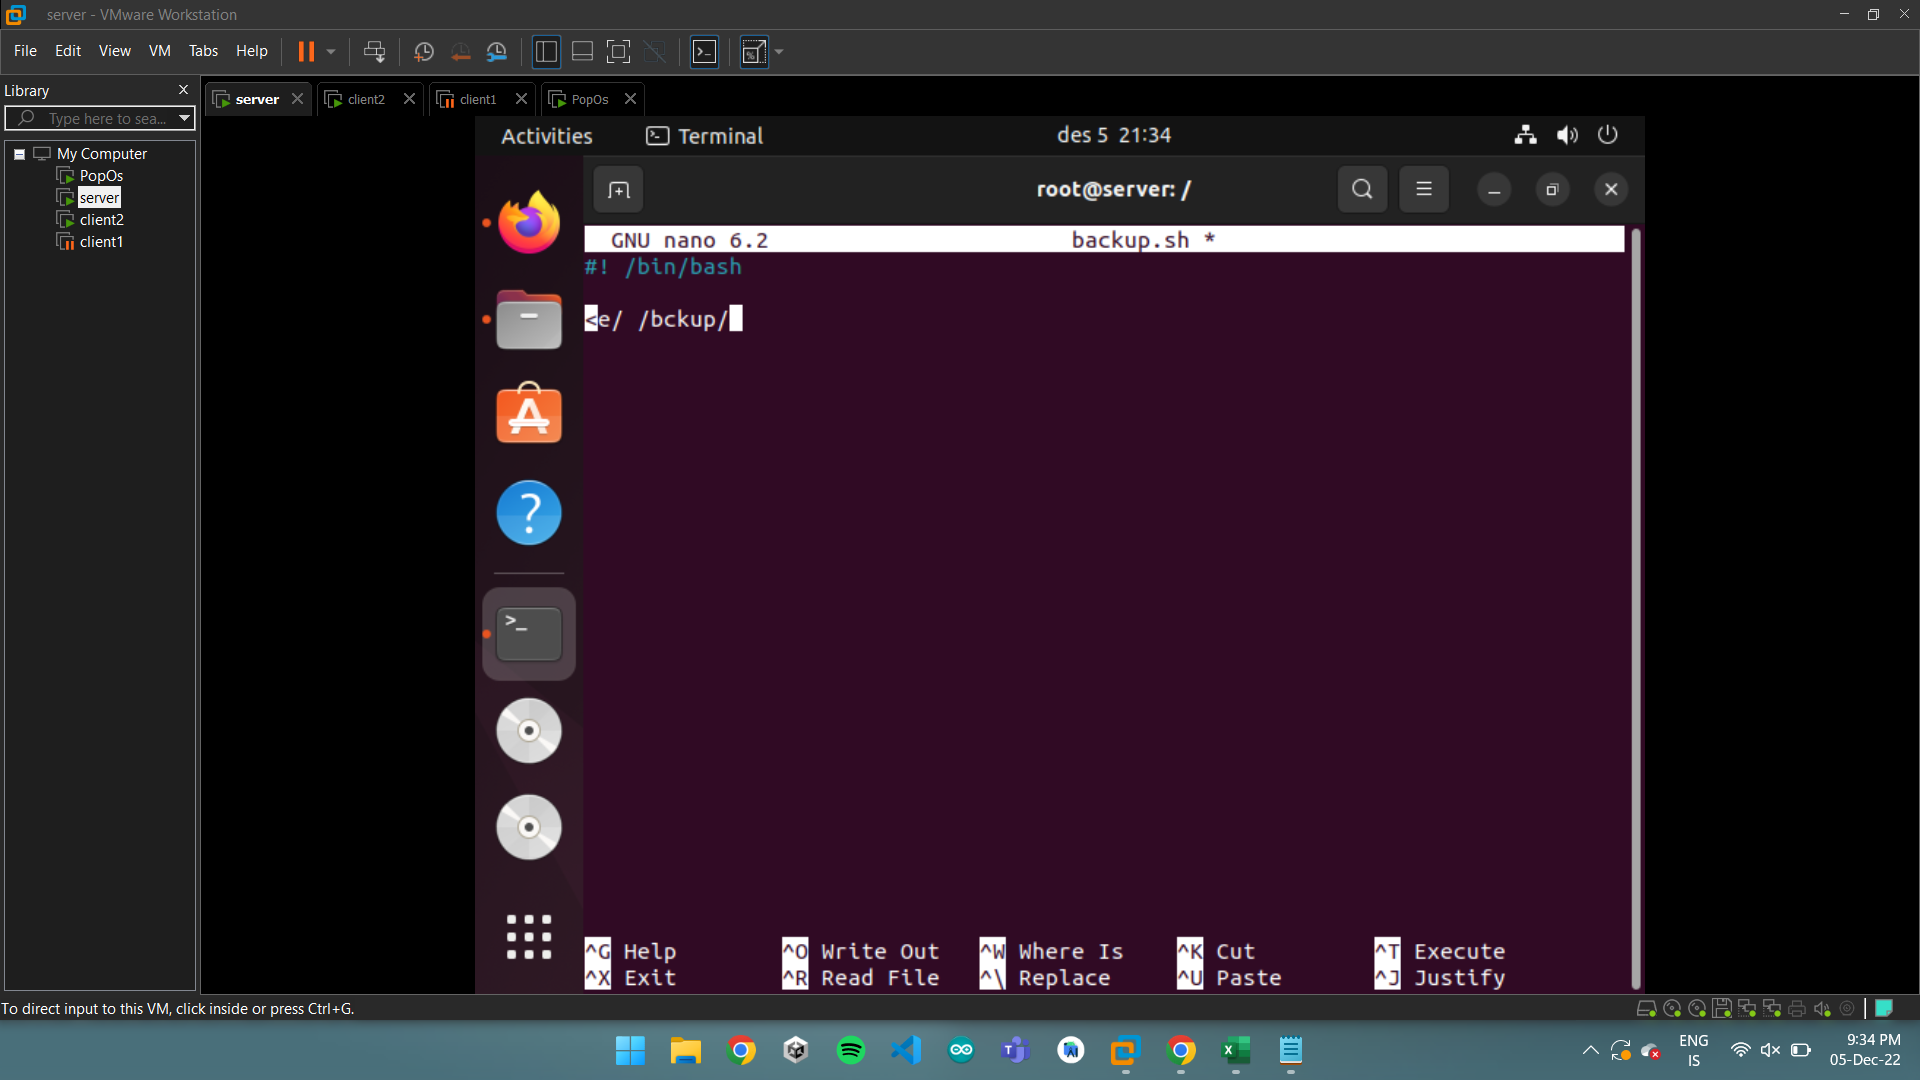 server - VMware Workstation
File Edit View VM Tabs Help
Library
Type here to sea...
My Computer
PopOs
server
client2
client1
server client2 client1 PopOs
Activities Terminal des 5 21:34
root@server: /
GNU nano 6.2 backup.sh *
#! /bin/bash
<e/ /bckup/
^G Help ^O Write Out ^W Where Is ^K Cut ^T Execute
^X Exit ^R Read File ^\ Replace ^U Paste ^J Justify
To direct input to this VM, click inside or press Ctrl+G.
ENG
IS
9:34 PM
05-Dec-22